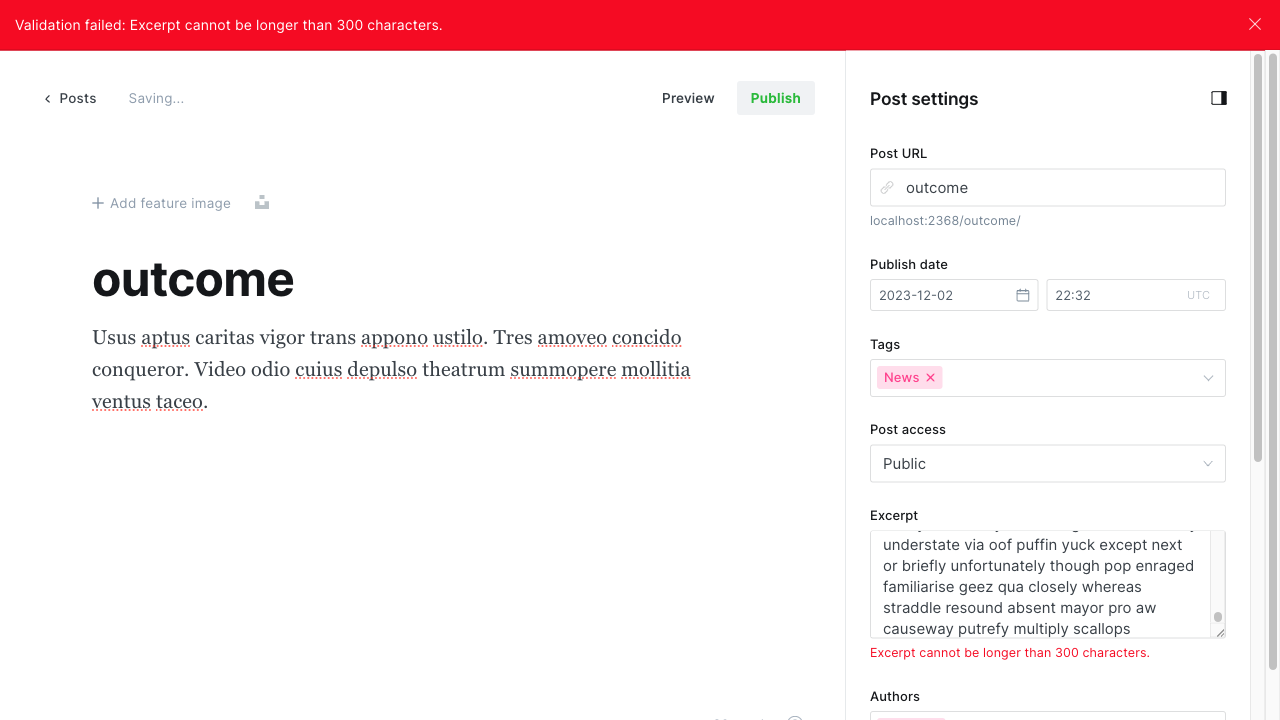 Validation failed: Excerpt cannot be longer than 300 characters.
Posts
Saving...
Preview
Publish
Post settings
Post URL
outcome
localhost:2368/outcome/
Add feature image
outcome
Usus aptus caritas vigor trans appono ustilo. Tres amoveo concido
conqueror. Video odio cuius depulso theatrum summopere mollitia
ventus taceo.
Publish date
2023-12-02
22:32
UTC
Tags
News
Post access
Public
Excerpt
understate via oof puffin yuck except next
or briefly unfortunately though pop enraged
familiarise geez qua closely whereas
straddle resound absent mayor pro aw
causeway putrefy multiply scallops
Excerpt cannot be longer than 300 characters.
Authors